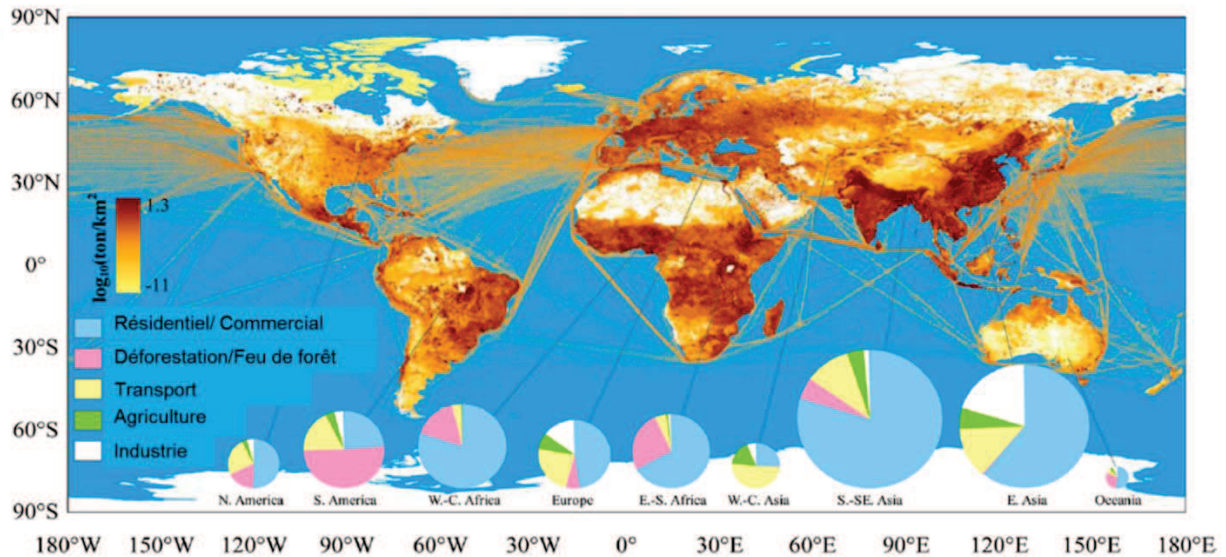 90°N
60°N
30°N
0°
30°S
60°S
90°S
log₁₀(ton/km²)
1.3
-11
Résidentiel/ Commercial
Déforestation/Feu de forêt
Transport
Agriculture
Industrie
N. America S. America W.-C. Africa Europe E.-S. Africa W.-C. Asia S.-SE. Asia E. Asia Oceania
180°W 150°W 120°W 90°W 60°W 30°W 0° 30°E 60°E 90°E 120°E 150°E 180°E